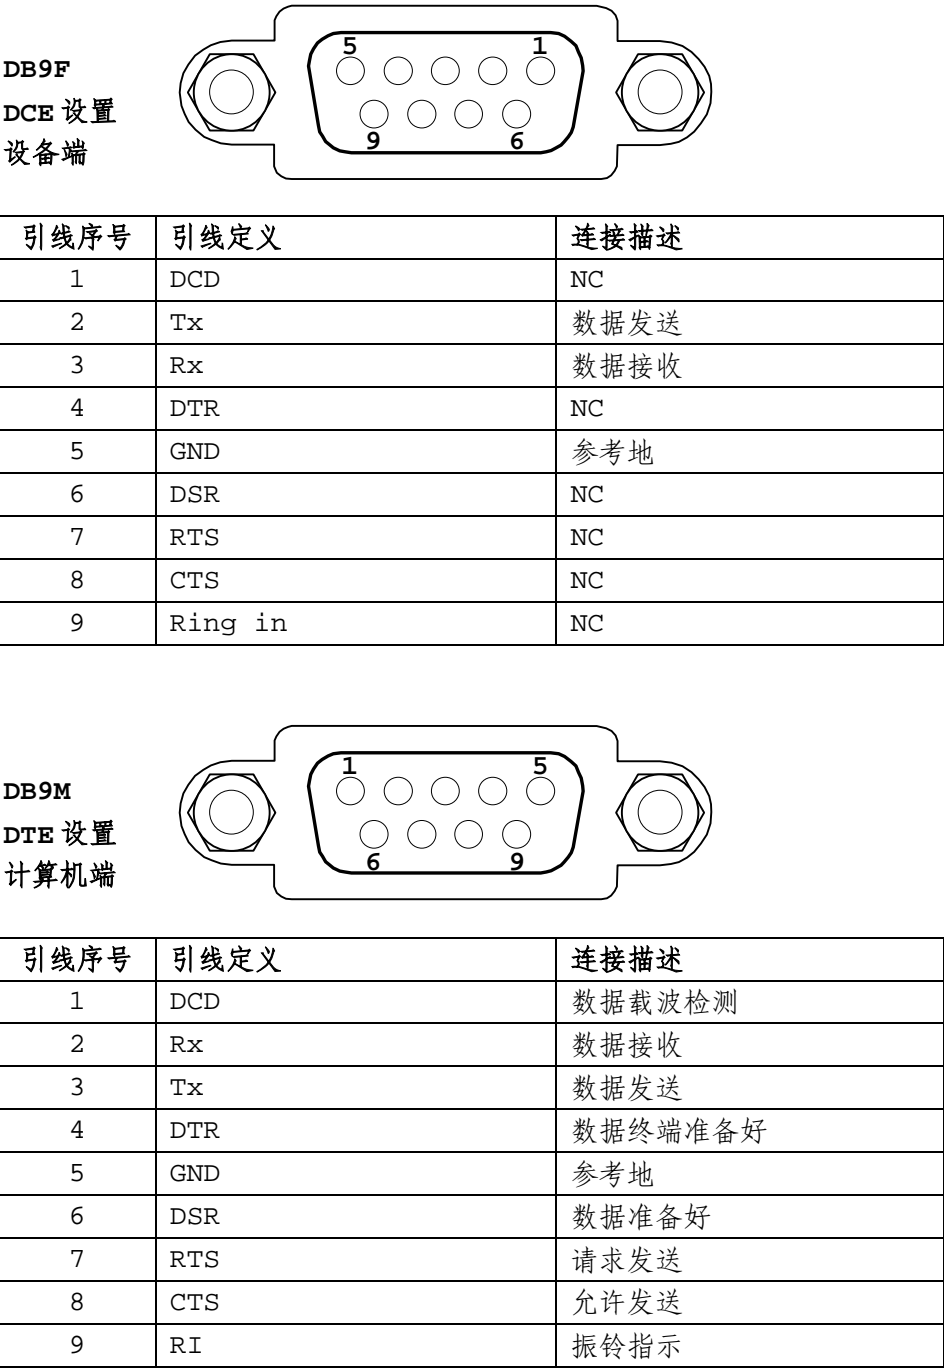 5 1
DB9F
DCE 设置
设备端
9 6
引线序号 引线定义 连接描述
1 DCD NC
2 Tx 数据发送
3 Rx 数据接收
4 DTR NC
5 GND 参考地
6 DSR NC
7 RTS NC
8 CTS NC
9 Ring in NC
1 5
DB9M
DTE 设置
计算机端
6 9
引线序号 引线定义 连接描述
1 DCD 数据载波检测
2 Rx 数据接收
3 Tx 数据发送
4 DTR 数据终端准备好
5 GND 参考地
6 DSR 数据准备好
7 RTS 请求发送
8 CTS 允许发送
9 RI 振铃指示